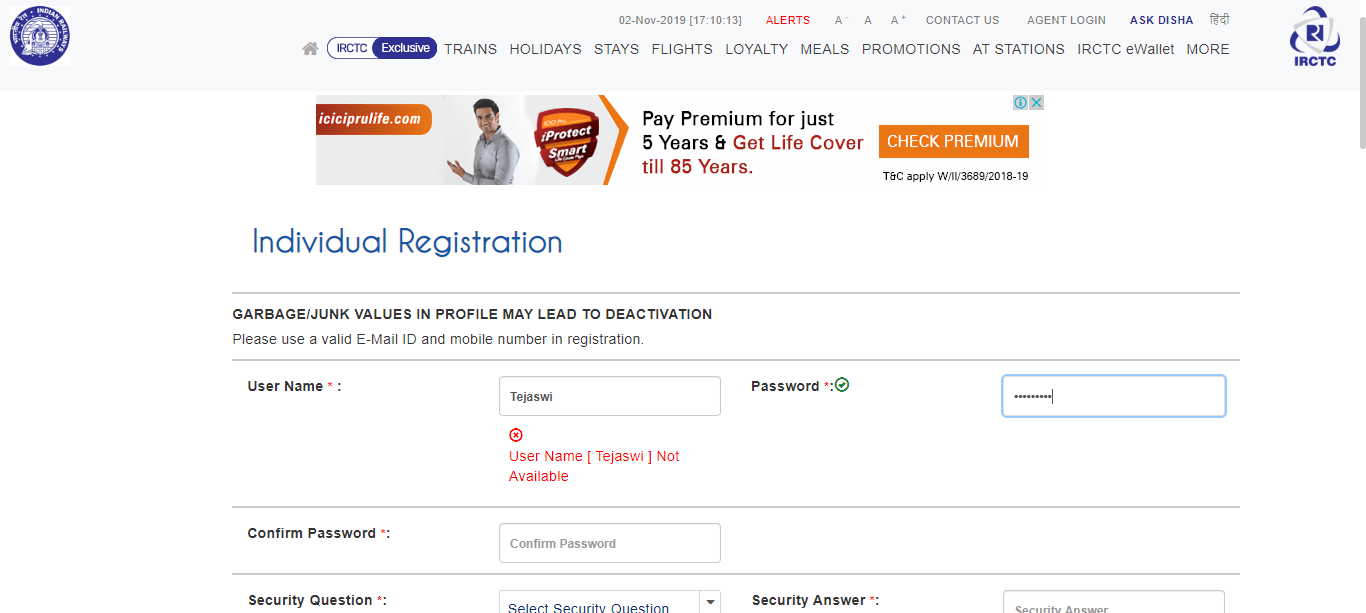 INDIAN RAILWAYS
भारतीय रेल
02-Nov-2019 [17:10:13] ALERTS A- A A+ CONTACT US AGENT LOGIN ASK DISHA हिंदी
IRCTC Exclusive TRAINS HOLIDAYS STAYS FLIGHTS LOYALTY MEALS PROMOTIONS AT STATIONS IRCTC eWallet MORE
IRCTC
iciciprulife.com
iProtect
Smart
Pay Premium for just
5 Years & Get Life Cover
till 85 Years.
CHECK PREMIUM
T&C apply W/II/3689/2018-19
Individual Registration
GARBAGE/JUNK VALUES IN PROFILE MAY LEAD TO DEACTIVATION
Please use a valid E-Mail ID and mobile number in registration.
User Name * : Tejaswi Password *: •••••••••
User Name [ Tejaswi ] Not
Available
Confirm Password *: Confirm Password
Security Question *: Select Security Question Security Answer *: Security Answer